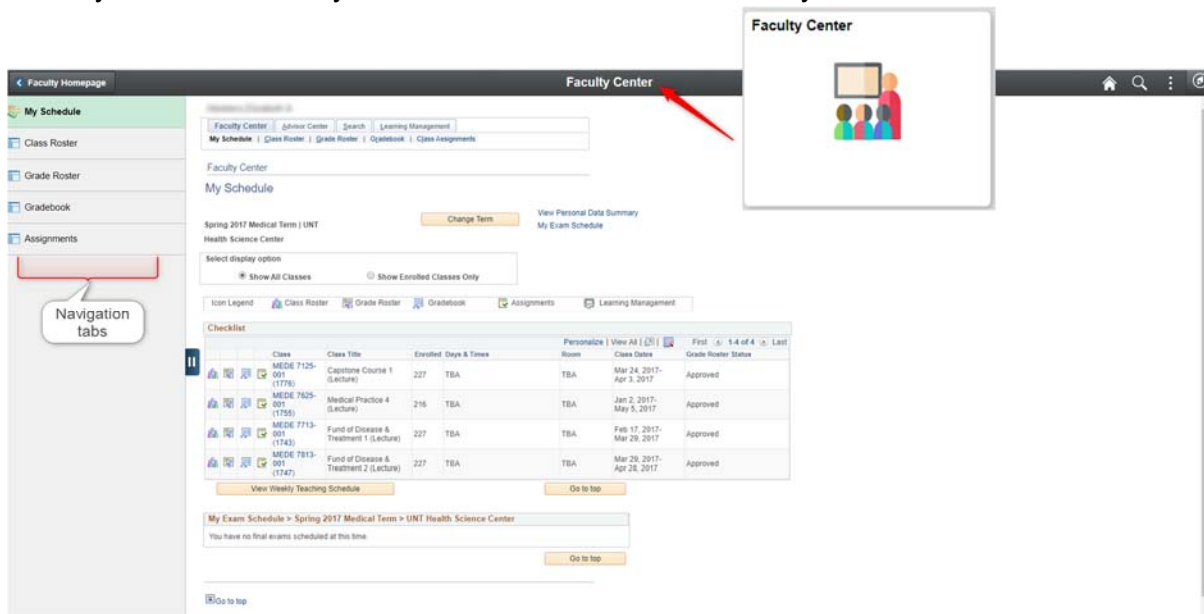 Faculty Center
Faculty Homepage
Faculty Center
My Schedule
Class Roster
Grade Roster
Gradebook
Assignments
Navigation
tabs
Faculty Center Advisor Center Search Learning Management
My Schedule | Class Roster | Grade Roster | Gradebook | Class Assignments
Faculty Center
My Schedule
Change Term
View Personal Data Summary
My Exam Schedule
Spring 2017 Medical Term | UNT
Health Science Center
Select display option
Show All Classes Show Enrolled Classes Only
Icon Legend Class Roster Grade Roster Gradebook Assignments Learning Management
Checklist
Personalize | View All | First 1-4 of 4 Last
Class Class Title Enrolled Days & Times Room Class Dates Grade Roster Status
MEDE 7125-
001
(1776)
Capstone Course 1
(Lecture)
227 TBA TBA
Mar 24, 2017-
Apr 3, 2017
Approved
MEDE 7625-
001
(1755)
Medical Practice 4
(Lecture)
216 TBA TBA
Jan 2, 2017-
May 5, 2017
Approved
MEDE 7713-
001
(1743)
Fund of Disease &
Treatment 1 (Lecture)
227 TBA TBA
Feb 17, 2017-
Mar 29, 2017
Approved
MEDE 7813-
001
(1747)
Fund of Disease &
Treatment 2 (Lecture)
227 TBA TBA
Mar 29, 2017-
Apr 28, 2017
Approved
View Weekly Teaching Schedule Go to top
My Exam Schedule > Spring 2017 Medical Term > UNT Health Science Center
You have no final exams scheduled at this time.
Go to top
Go to top